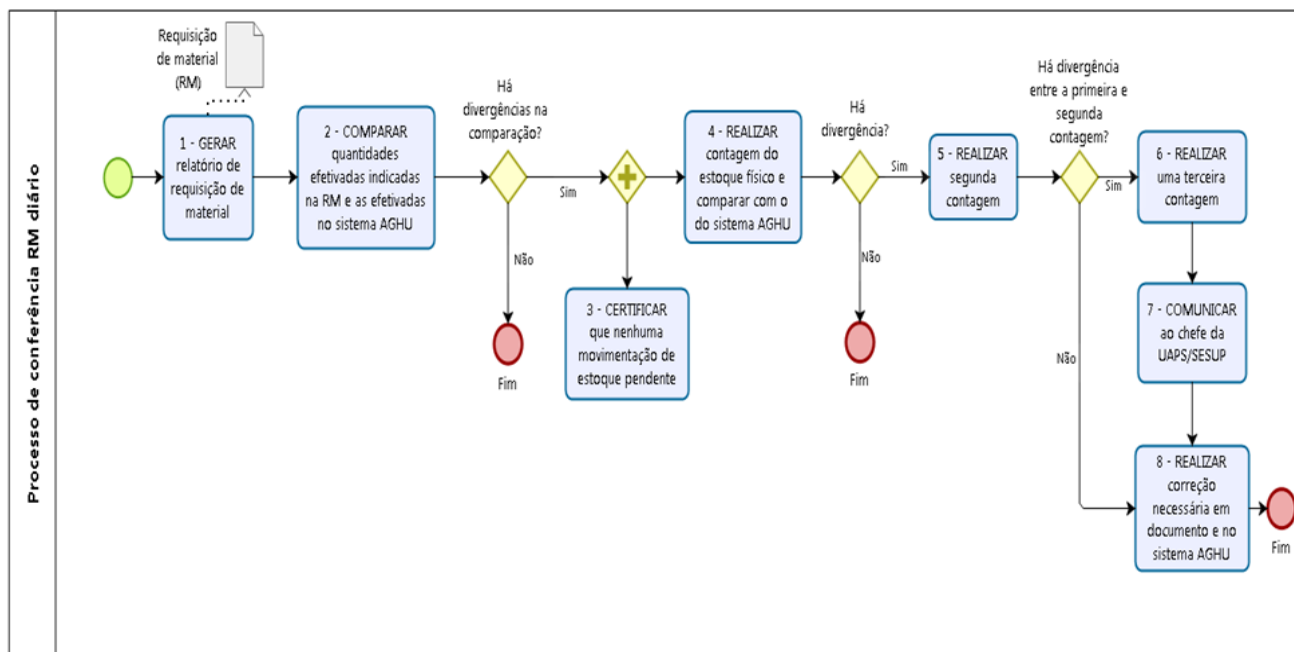 Processo de conferência RM diário
Requisição
de material
(RM)
1 - GERAR
relatório de
requisição de
material
2 - COMPARAR
quantidades
efetivadas indicadas
na RM e as efetivadas
no sistema AGHU
Há
divergências na
comparação?
Sim
Não
Fim
3 - CERTIFICAR
que nenhuma
movimentação de
estoque pendente
4 - REALIZAR
contagem do
estoque físico e
comparar com o
do sistema AGHU
Há
divergência?
Sim
Não
Fim
5 - REALIZAR
segunda
contagem
Há divergência
entre a primeira e
segunda
contagem?
Sim
Não
6 - REALIZAR
uma terceira
contagem
7 - COMUNICAR
ao chefe da
UAPS/SESUP
8 - REALIZAR
correção
necessária em
documento e no
sistema AGHU
Fim